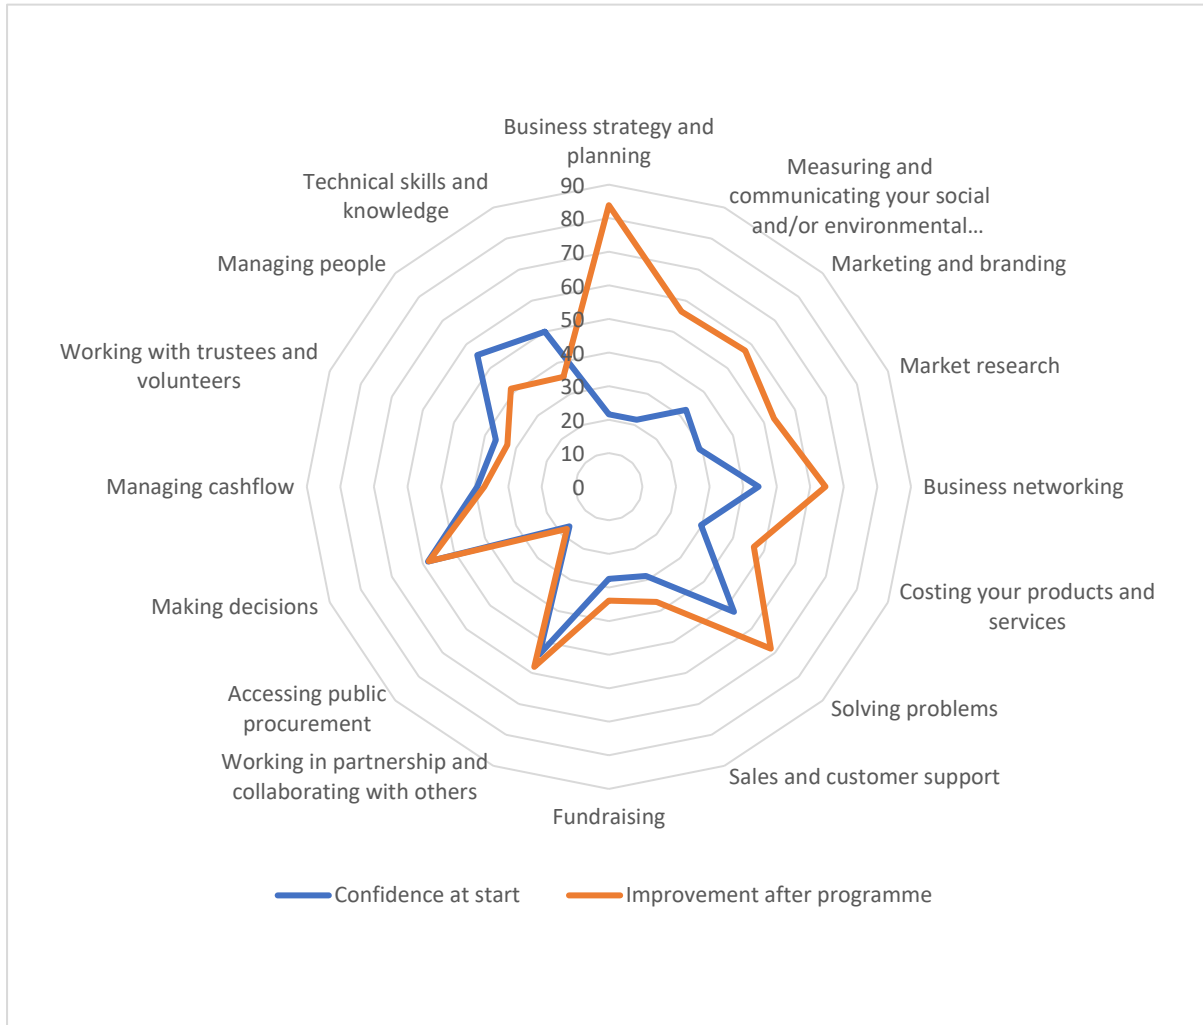 Business strategy and
planning
Measuring and
communicating your social
and/or environmental...
Marketing and branding
Market research
Business networking
Costing your products and
services
Solving problems
Sales and customer support
Fundraising
Working in partnership and
collaborating with others
Accessing public
procurement
Making decisions
Managing cashflow
Working with trustees and
volunteers
Managing people
Technical skills and
knowledge
90
80
70
60
50
40
30
20
10
0
Confidence at start
Improvement after programme